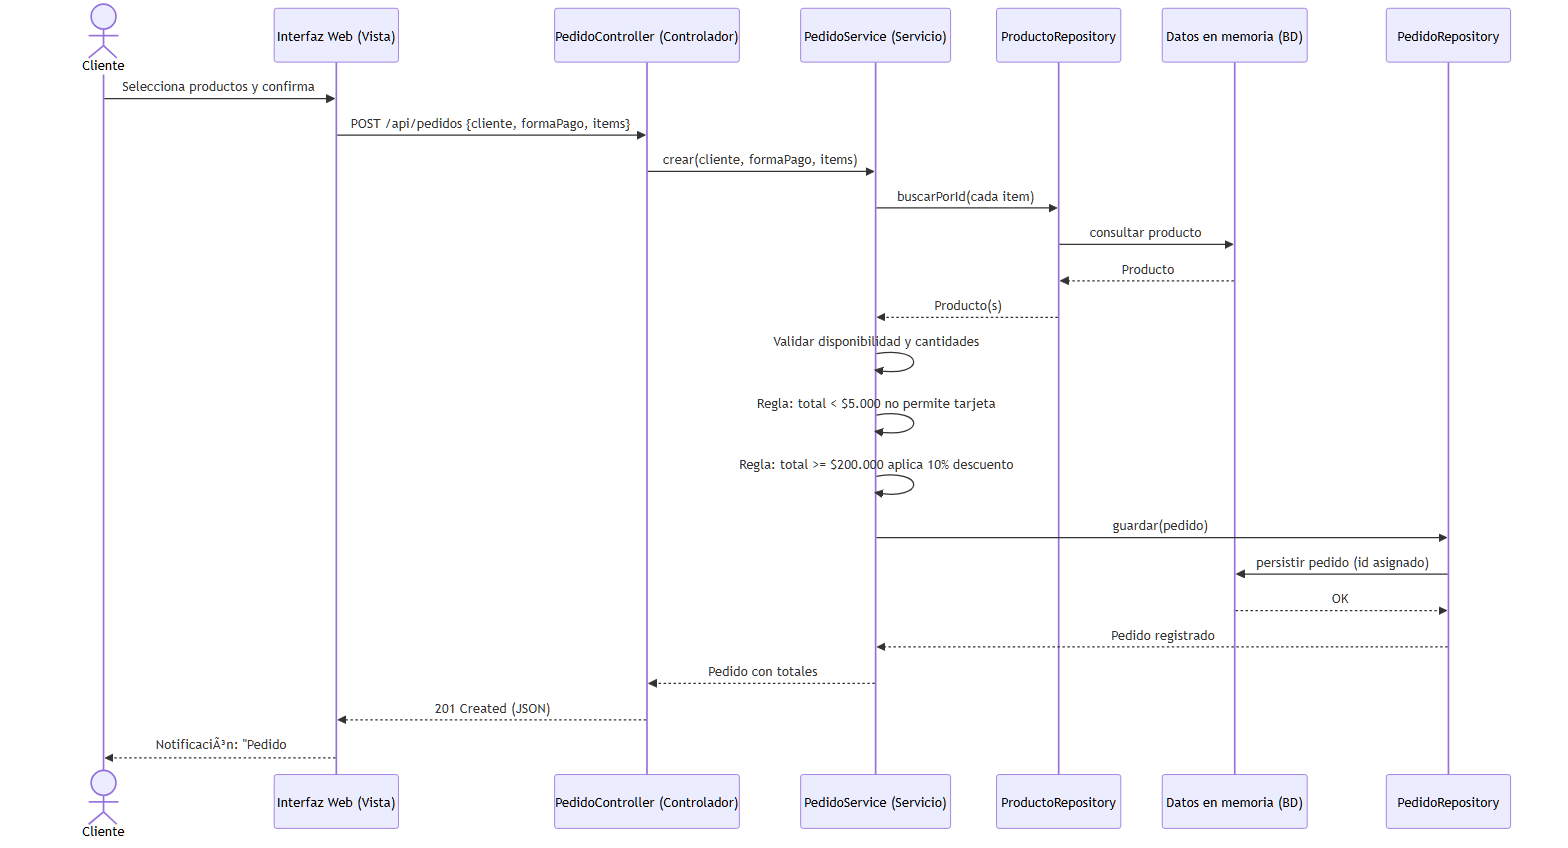 Cliente
Interfaz Web (Vista)
PedidoController (Controlador)
PedidoService (Servicio)
ProductoRepository
Datos en memoria (BD)
PedidoRepository
Selecciona productos y confirma
POST /api/pedidos {cliente, formaPago, items}
crear(cliente, formaPago, items)
buscarPorId(cada item)
consultar producto
Producto
Producto(s)
Validar disponibilidad y cantidades
Regla: total < $5.000 no permite tarjeta
Regla: total >= $200.000 aplica 10% descuento
guardar(pedido)
persistir pedido (id asignado)
OK
Pedido registrado
Pedido con totales
201 Created (JSON)
NotificaciÃ³n: "Pedido
Cliente
Interfaz Web (Vista)
PedidoController (Controlador)
PedidoService (Servicio)
ProductoRepository
Datos en memoria (BD)
PedidoRepository